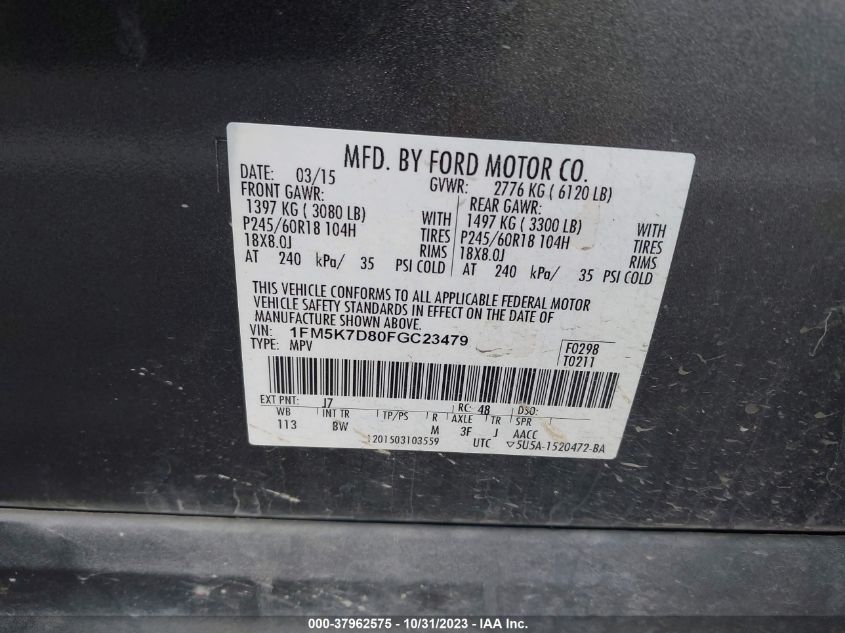 MFD. BY FORD MOTOR CO.
DATE: 03/15 GVWR: 2776 KG ( 6120 LB)
FRONT GAWR: REAR GAWR:
1397 KG ( 3080 LB) WITH 1497 KG ( 3300 LB) WITH
P245/60R18 104H TIRES P245/60R18 104H TIRES
18X8.0J RIMS 18X8.0J RIMS
AT 240 kPa/ 35 PSI COLD AT 240 kPa/ 35 PSI COLD
THIS VEHICLE CONFORMS TO ALL APPLICABLE FEDERAL MOTOR
VEHICLE SAFETY STANDARDS IN EFFECT ON THE DATE OF
MANUFACTURE SHOWN ABOVE.
VIN: 1FM5K7D80FGC23479
TYPE: MPV
F0298
T0211
EXT PNT: J7 RC: 48 DSO:
WB INT TR TP/PS R AXLE TR SPR
113 BW M 3F J AACC
1201503103559 UTC ▽5U5A-1520472-BA
000-37962575 - 10/31/2023 - IAA Inc.